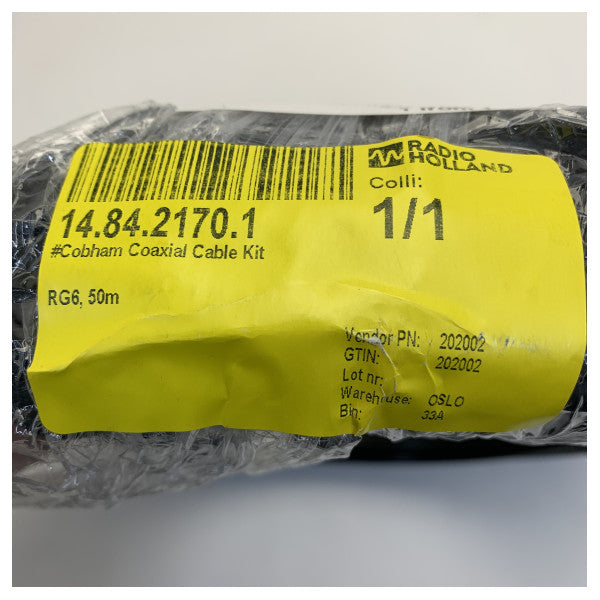 RADIO
HOLLAND
Colli:
1/1
14.84.2170.1
#Cobham Coaxial Cable Kit
RG6, 50m
Vendor PN: 202002
GTIN: 202002
Lot nr:
Warehouse: OSLO
Bin: 33A